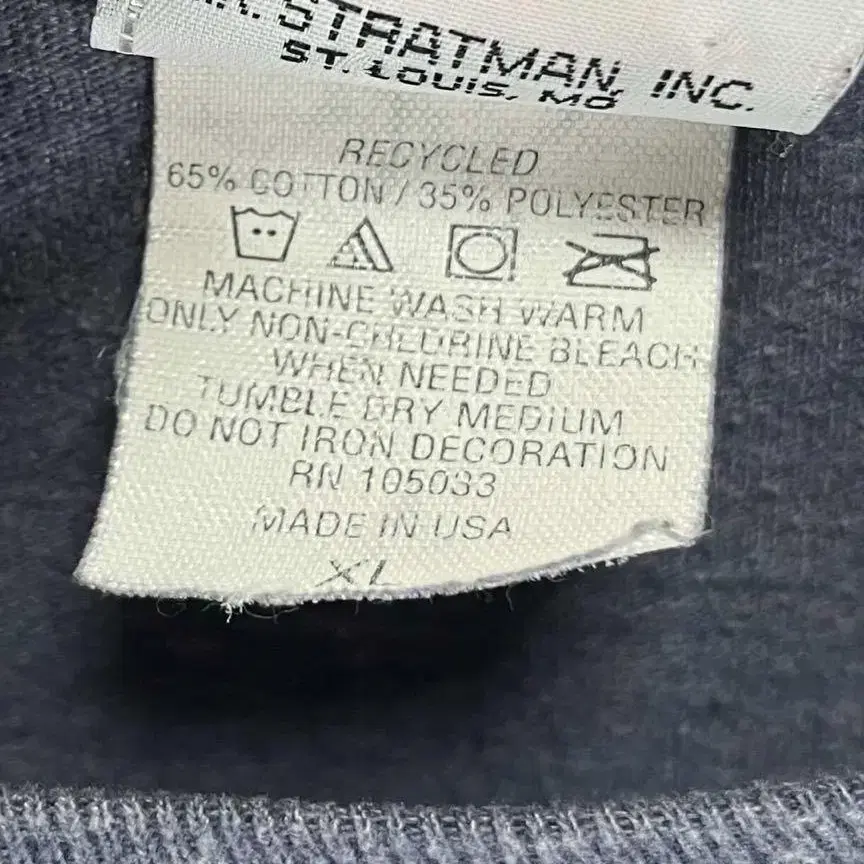 STRATMAN, INC.
ST. LOUIS, MO
RECYCLED
65% COTTON / 35% POLYESTER
MACHINE WASH WARM
ONLY NON-CHLORINE BLEACH
WHEN NEEDED
TUMBLE DRY MEDIUM
DO NOT IRON DECORATION
RN 105033
MADE IN USA
XL